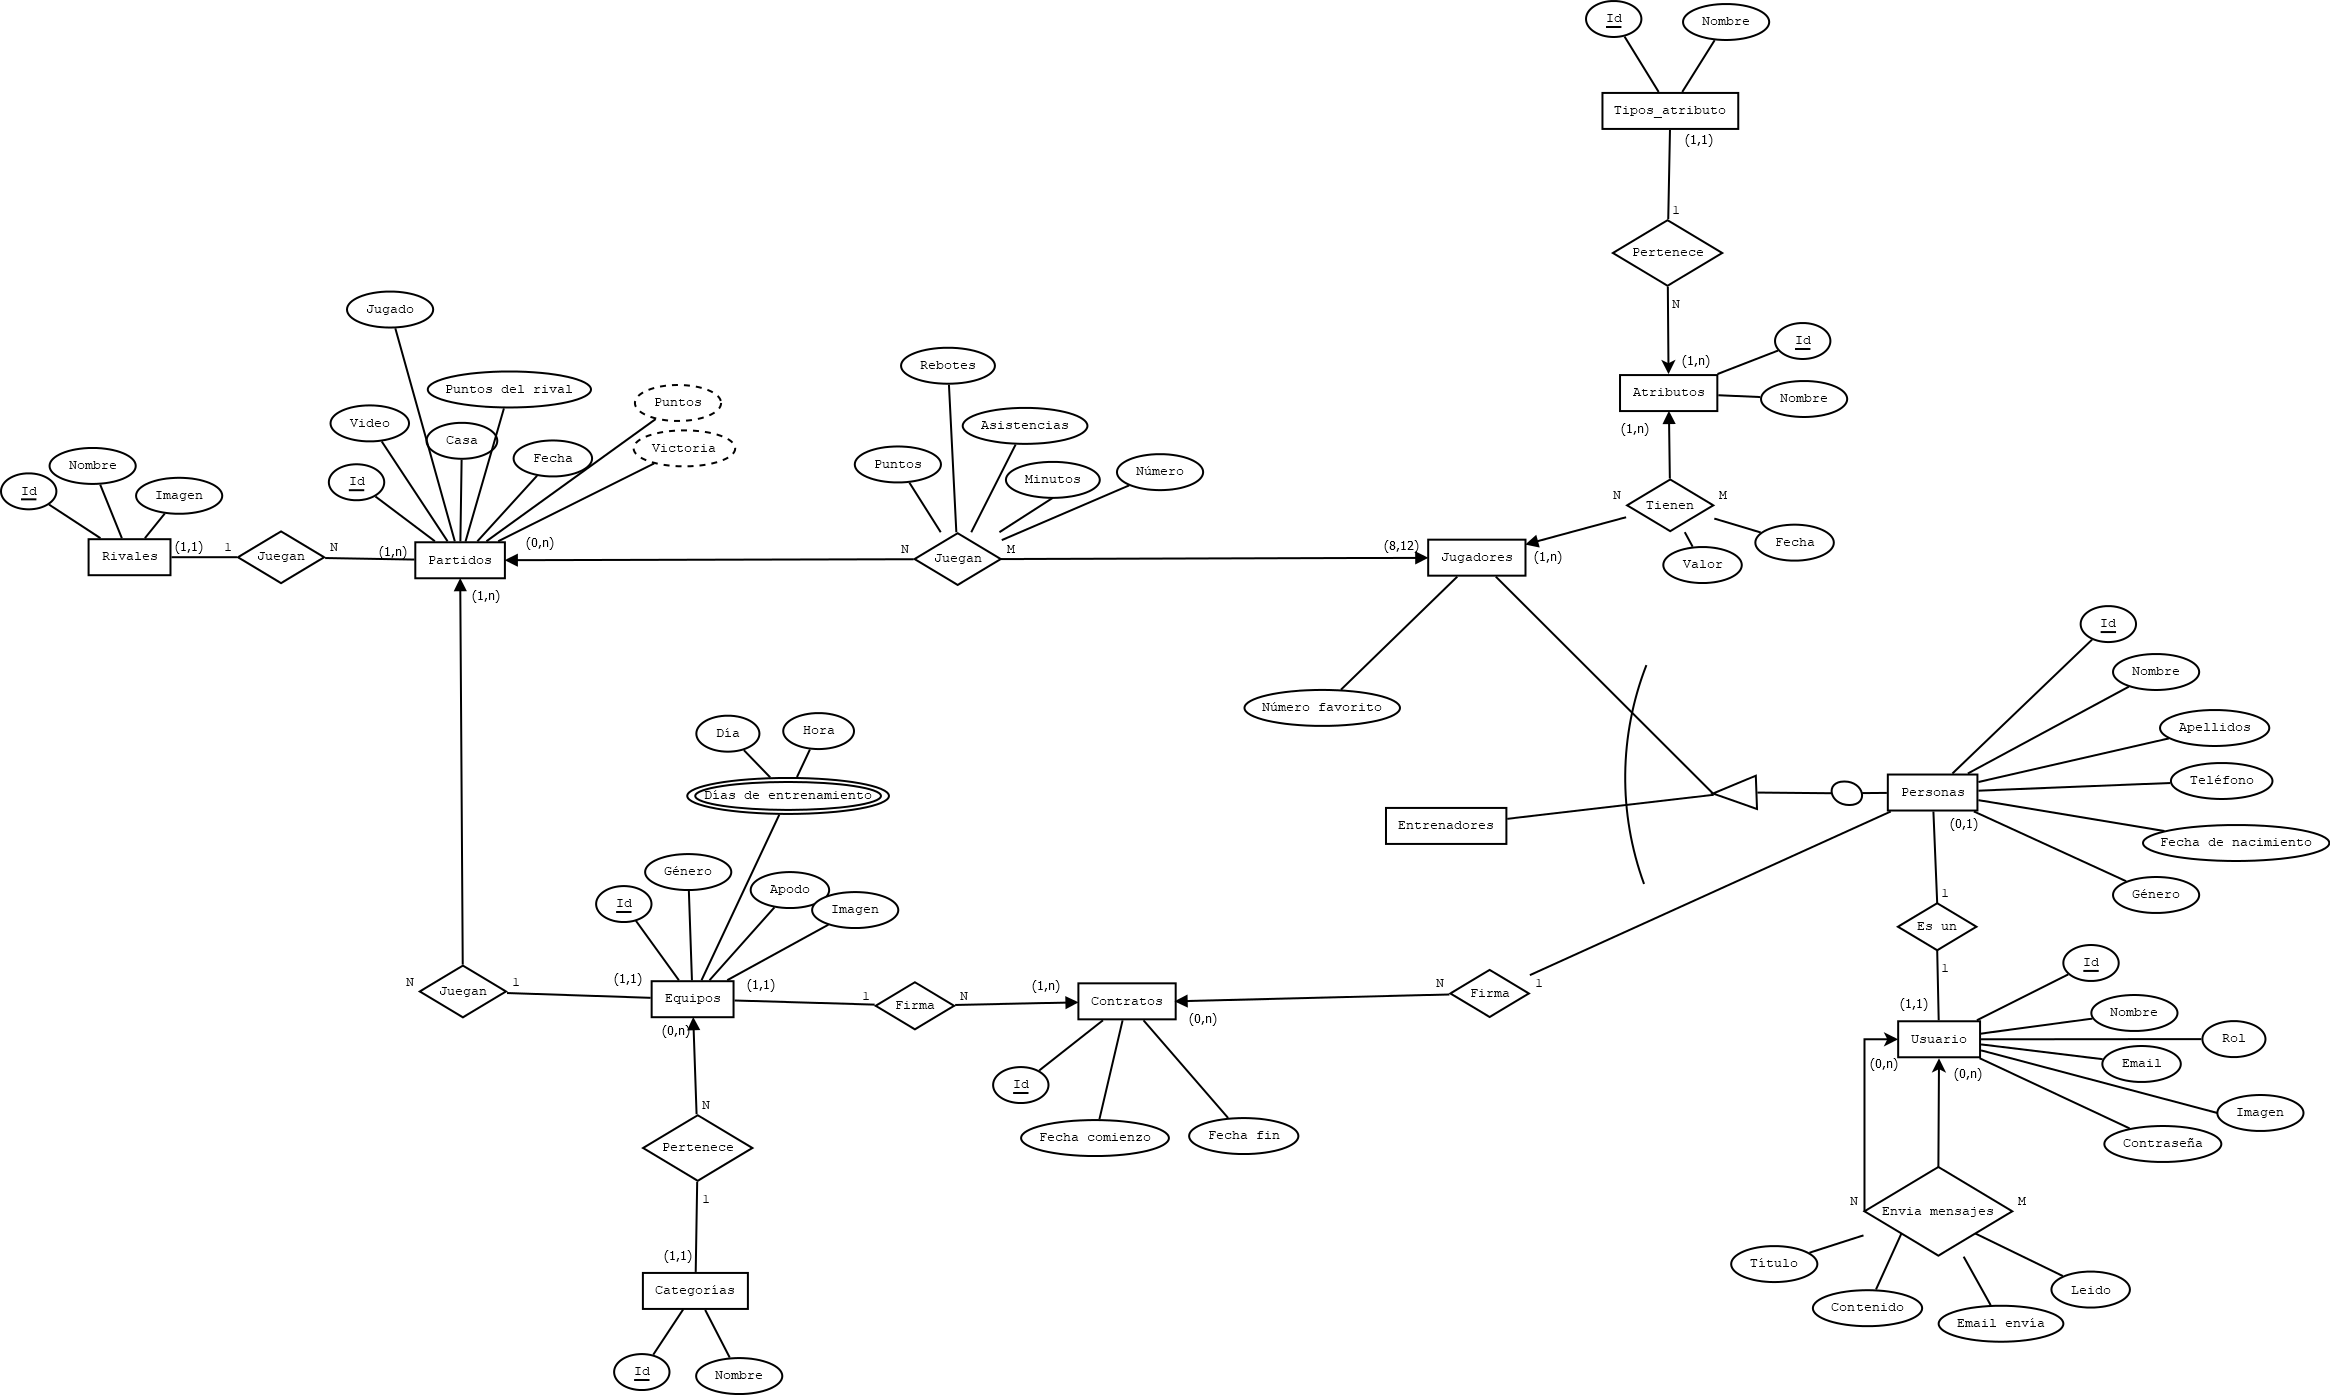 Id
Nombre
Tipos_atributo
(1,1)
1
Pertenece
N
(1,n)
Atributos
Id
Nombre
(1,n)
N
Tienen
M
Valor
Fecha
Jugado
Puntos del rival
Puntos
Video
Casa
Victoria
Fecha
Id
Id
Nombre
Imagen
Rivales
(1,1)
1
Juegan
N
(1,n)
Partidos
(0,n)
(1,n)
Rebotes
Asistencias
Puntos
Minutos
Número
N
Juegan
M
(8,12)
Jugadores
(1,n)
Número favorito
Entrenadores
Id
Nombre
Apellidos
Teléfono
Personas
(0,1)
Fecha de nacimiento
Género
1
Es un
1
(1,1)
Usuario
Id
Nombre
Rol
Email
Imagen
Contraseña
(0,n)
(0,n)
N
Envia mensajes
M
Título
Contenido
Email envía
Leido
Día
Hora
Días de entrenamiento
Género
Id
Apodo
Imagen
N
Juegan
1
(1,1)
Equipos
(1,1)
(0,n)
1
Firma
N
(1,n)
Contratos
(0,n)
N
Firma
1
Id
Fecha comienzo
Fecha fin
N
Pertenece
1
(1,1)
Categorías
Id
Nombre